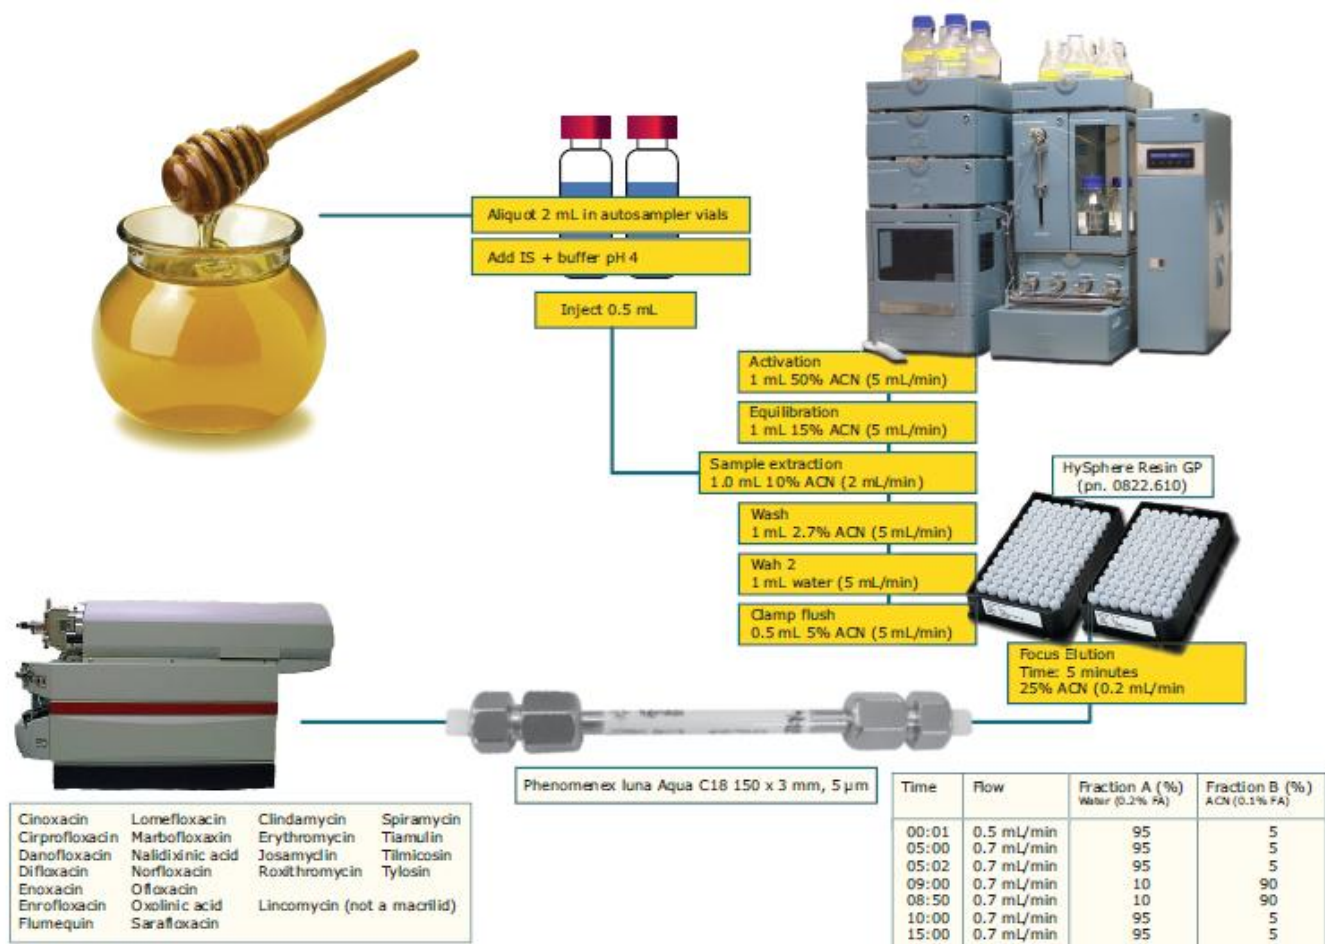 Aliquot 2 mL in autosampler vials
Add IS + buffer pH 4
Inject 0.5 mL
Activation
1 mL 50% ACN (5 mL/min)
Equilibration
1 mL 15% ACN (5 mL/min)
Sample extraction
1.0 mL 10% ACN (2 mL/min)
Wash
1 mL 2.7% ACN (5 mL/min)
Wah 2
1 mL water (5 mL/min)
Clamp flush
0.5 mL 5% ACN (5 mL/min)
HySphere Resin GP
(pn. 0822.610)
Focus Elution
Time: 5 minutes
25% ACN (0.2 mL/min
Phenomenex luna Aqua C18 150 x 3 mm, 5 µm
Cinoxacin Lomefloxacin Clindamycin Spiramycin
Cirprofloxacin Marbofloxaxin Erythromycin Tiamulin
Danofloxacin Nalidixinic acid Josamyclin Tilmicosin
Difloxacin Norfloxacin Roxithromycin Tylosin
Enoxacin Ofloxacin
Enrofloxacin Oxolinic acid Lincomycin (not a macrilid)
Flumequin Sarafloxacin
Time Flow Fraction A (%) Fraction B (%)
Water (0.2% FA) ACN (0.1% FA)
00:01 0.5 mL/min 95 5
05:00 0.7 mL/min 95 5
05:02 0.7 mL/min 95 5
09:00 0.7 mL/min 10 90
08:50 0.7 mL/min 10 90
10:00 0.7 mL/min 95 5
15:00 0.7 mL/min 95 5